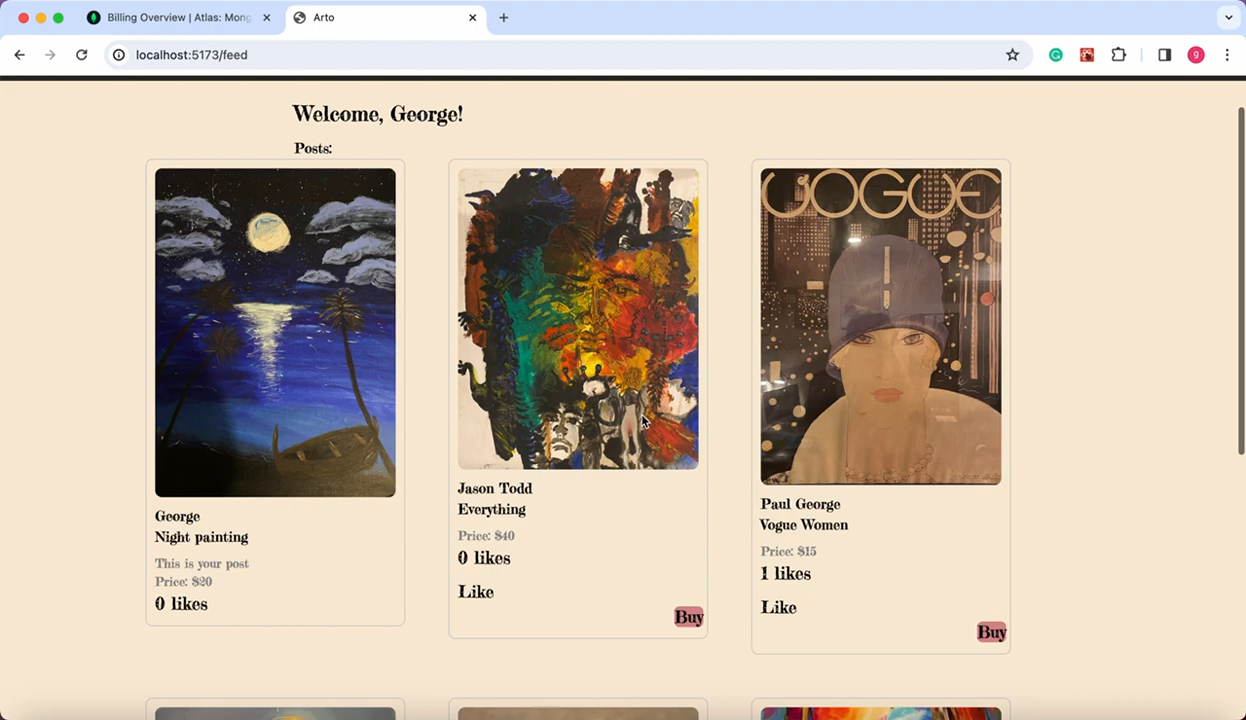 Billing Overview | Atlas: Mong
Arto
localhost:5173/feed
g
Welcome, George!
Posts:
George
Night painting
This is your post
Price: $20
0 likes
Jason Todd
Everything
Price: $40
0 likes
Like
Buy
VOGUE
Paul George
Vogue Women
Price: $15
1 likes
Like
Buy